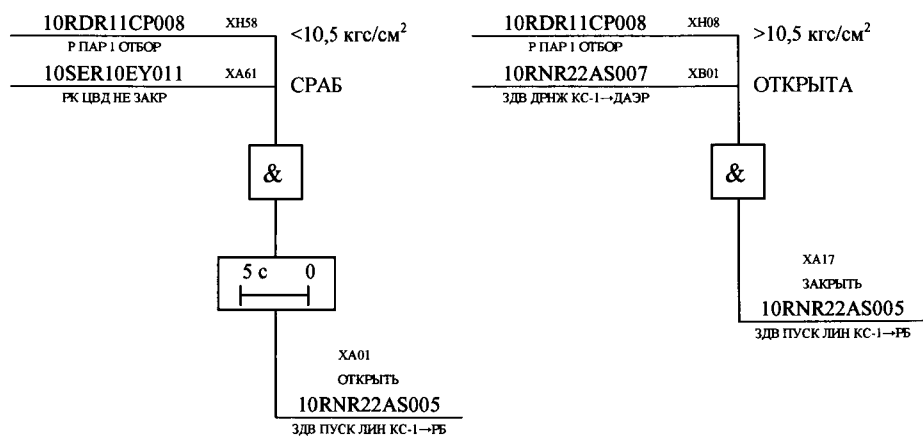 10RDR11CP008 XH58 <10,5 кгс/см²
Р ПАР 1 ОТБОР
10SER10EY011 XA61 СРАБ
РК ЦВД НЕ ЗАКР
&
5 с 0
XA01
ОТКРЫТЬ
10RNR22AS005
ЗДВ ПУСК ЛИН КС-1→РБ
10RDR11CP008 XH08 >10,5 кгс/см²
Р ПАР 1 ОТБОР
10RNR22AS007 XB01 ОТКРЫТА
ЗДВ ДРНЖ КС-1→ДАЭР
&
XA17
ЗАКРЫТЬ
10RNR22AS005
ЗДВ ПУСК ЛИН КС-1→РБ